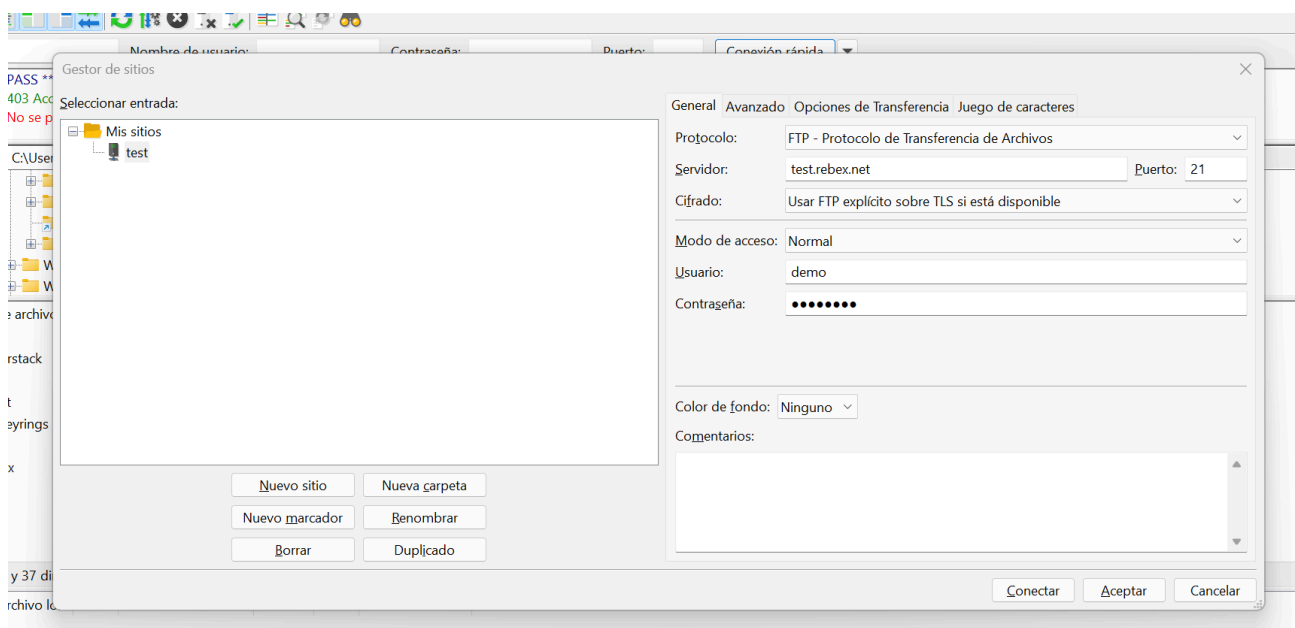 Nombre de usuario: Contraseña: Puerto: Conexión rápida
Gestor de sitios
PASS **
403 Acc
No se p
Seleccionar entrada:
Mis sitios
test
General Avanzado Opciones de Transferencia Juego de caracteres
Protocolo: FTP - Protocolo de Transferencia de Archivos
Servidor: test.rebex.net Puerto: 21
Cifrado: Usar FTP explícito sobre TLS si está disponible
Modo de acceso: Normal
Usuario: demo
Contraseña: ●●●●●●●●
Color de fondo: Ninguno
Comentarios:
C:\User
W
W
e archivo
rstack
t
eyrings
x
Nuevo sitio Nueva carpeta
Nuevo marcador Renombrar
Borrar Duplicado
y 37 di
Conectar Aceptar Cancelar
rchivo lo